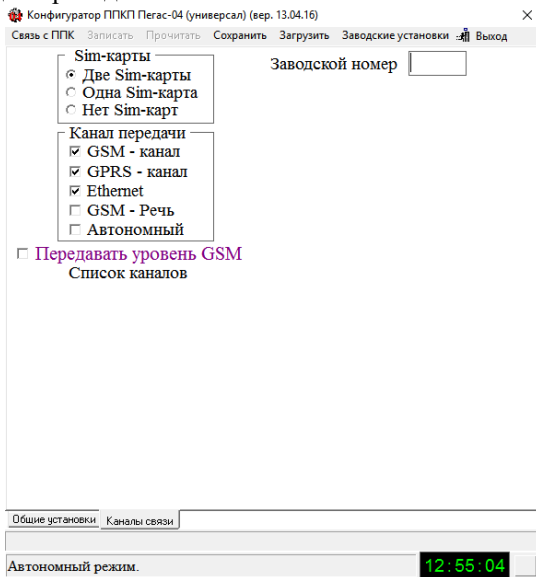 Конфигуратор ППКП Пегас-04 (универсал) (вер. 13.04.16)
Связь с ППК Записать Прочитать Сохранить Загрузить Заводские установки Выход
Sim-карты
Две Sim-карты
Одна Sim-карта
Нет Sim-карт
Заводской номер
Канал передачи
GSM - канал
GPRS - канал
Ethernet
GSM - Речь
Автономный
Передавать уровень GSM
Список каналов
Общие установки Каналы связи
Автономный режим. 12:55:04